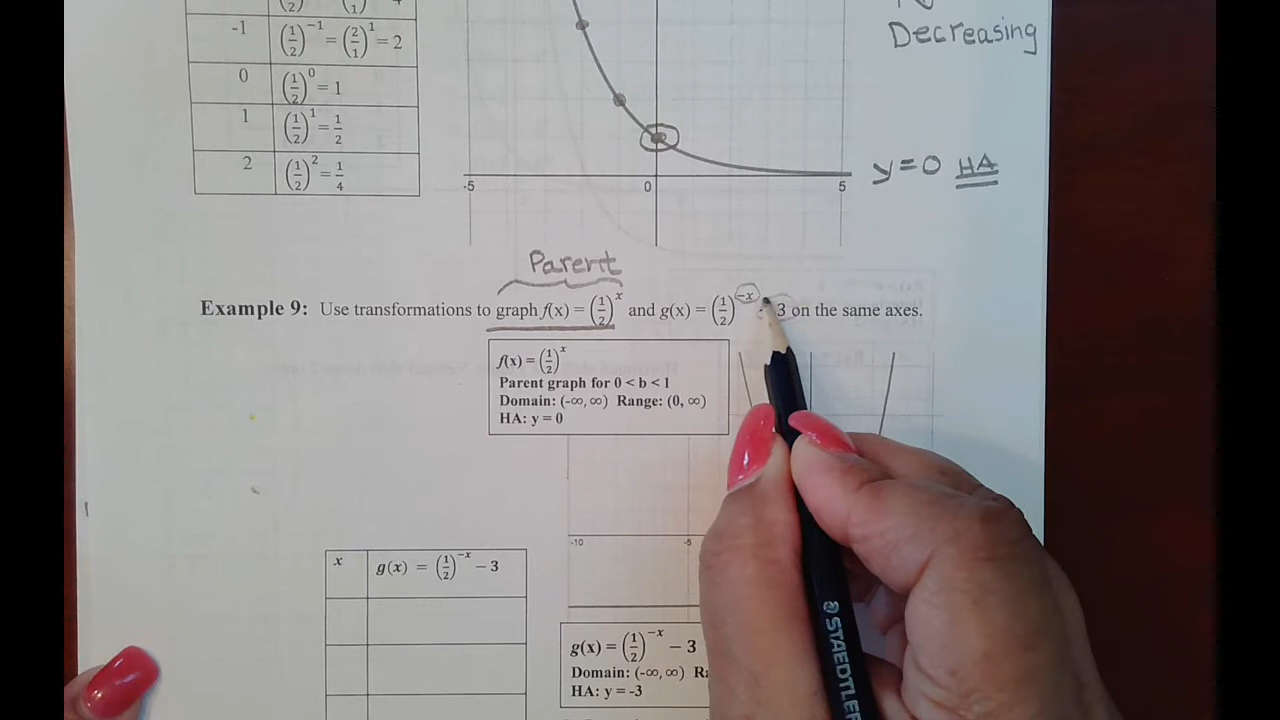 -1 (1/2)^-1 = (2/1)^1 = 2
0 (1/2)^0 = 1
1 (1/2)^1 = 1/2
2 (1/2)^2 = 1/4
Decreasing
-5 0 5
y=0 HA
Parent
Example 9: Use transformations to graph f(x) = (1/2)^x and g(x) = (1/2)^-x - 3 on the same axes.
f(x) = (1/2)^x
Parent graph for 0 < b < 1
Domain: (-∞, ∞) Range: (0, ∞)
HA: y = 0
-10 -5
x g(x) = (1/2)^-x − 3
g(x) = (1/2)^-x − 3
Domain: (-∞, ∞)
HA: y = -3
STAEDTLER